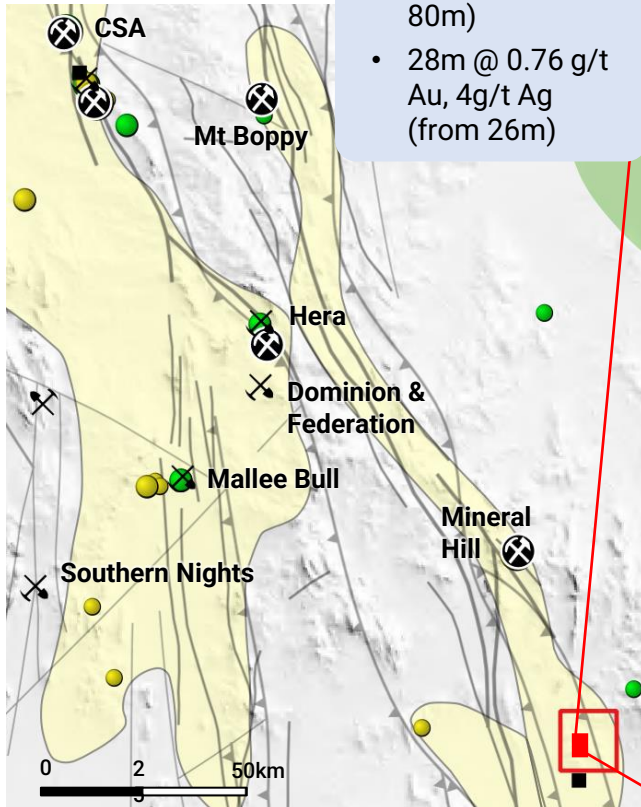 80m)
• 28m @ 0.76 g/t
Au, 4g/t Ag
(from 26m)
CSA
Mt Boppy
Hera
Dominion &
Federation
Mallee Bull
Mineral
Hill
Southern Nights
0 2 50km
5